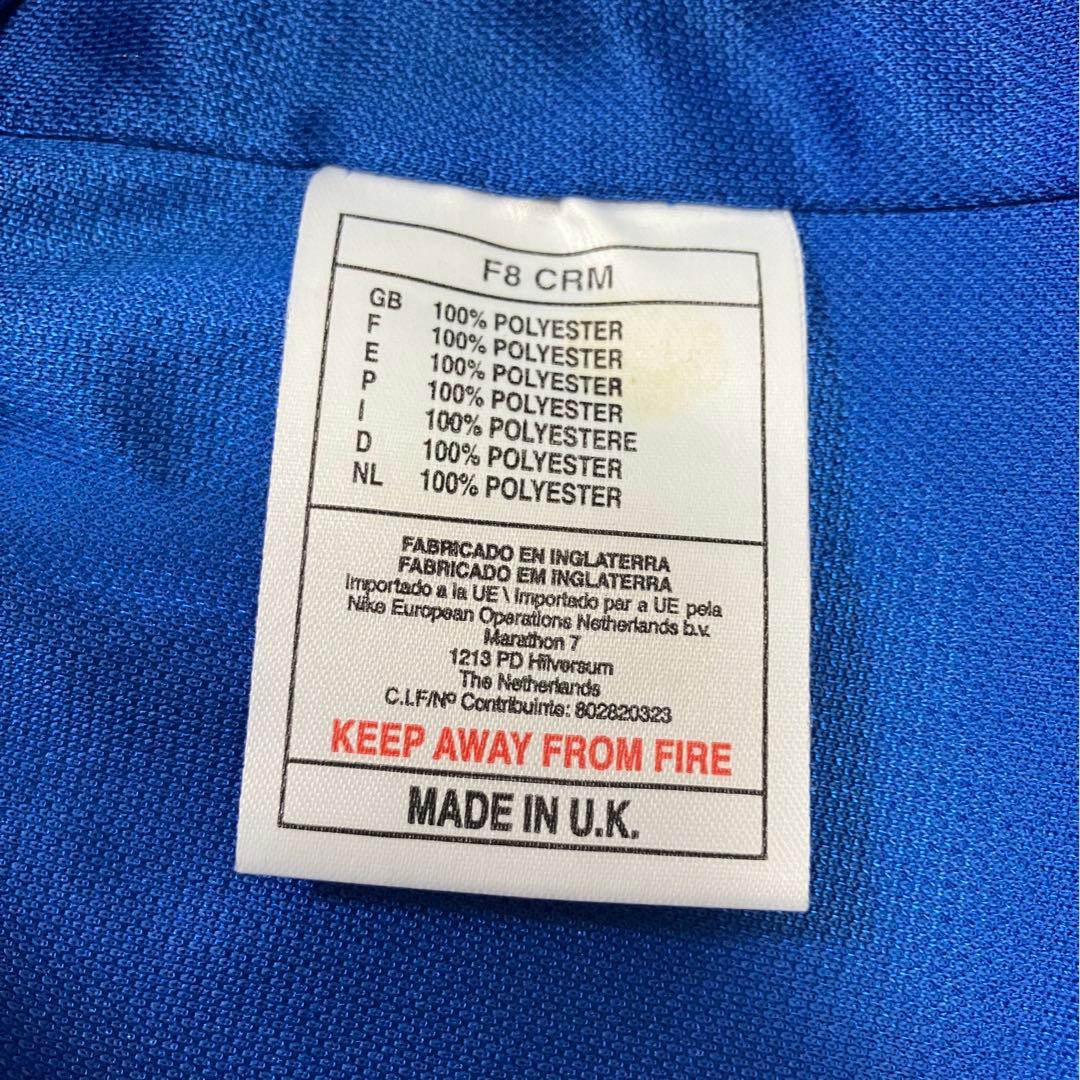 F8 CRM
GB 100% POLYESTER
F 100% POLYESTER
E 100% POLYESTER
P 100% POLYESTER
I 100% POLYESTERE
D 100% POLYESTER
NL 100% POLYESTER
FABRICADO EN INGLATERRA
FABRICADO EM INGLATERRA
Importado a la UE \ Importado par a UE pela
Nike European Operations Netherlands b.v.
Marathon 7
1213 PD Hilversum
The Netherlands
C.I.F/Nº Contribuinte: 802820323
KEEP AWAY FROM FIRE
MADE IN U.K.